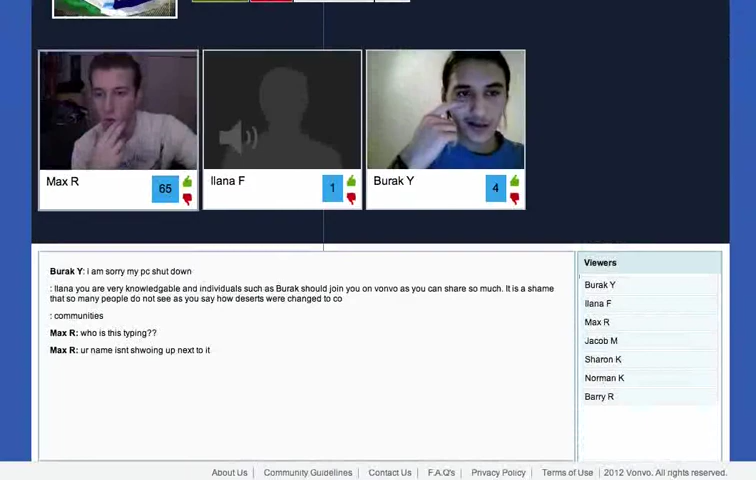 Max R
65
Ilana F
1
Burak Y
4
Burak Y: i am sorry my pc shut down
: Ilana you are very knowledgable and individuals such as Burak should join you on vonvo as you can share so much. It is a shame
that so many people do not see as you say how deserts were changed to co
: communities
Max R: who is this typing??
Max R: ur name isnt shwoing up next to it
Viewers
Burak Y
Ilana F
Max R
Jacob M
Sharon K
Norman K
Barry R
About Us | Community Guidelines | Contact Us | F.A.Q's | Privacy Policy | Terms of Use | 2012 Vonvo. All rights reserved.